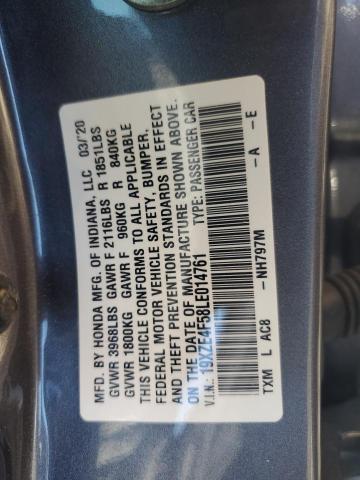 MFD. BY HONDA MFG. OF INDIANA, LLC 03/20
GVWR 3968LBS GAWR F 2116LBS R 1851LBS
GVWR 1800KG GAWR F 960KG R 840KG
THIS VEHICLE CONFORMS TO ALL APPLICABLE
FEDERAL MOTOR VEHICLE SAFETY, BUMPER,
AND THEFT PREVENTION STANDARDS IN EFFECT
ON THE DATE OF MANUFACTURE SHOWN ABOVE.
V.I.N.: 19XZE4F58LE014761 TYPE: PASSENGER CAR
TXM L AC8 -NH797M -A -E